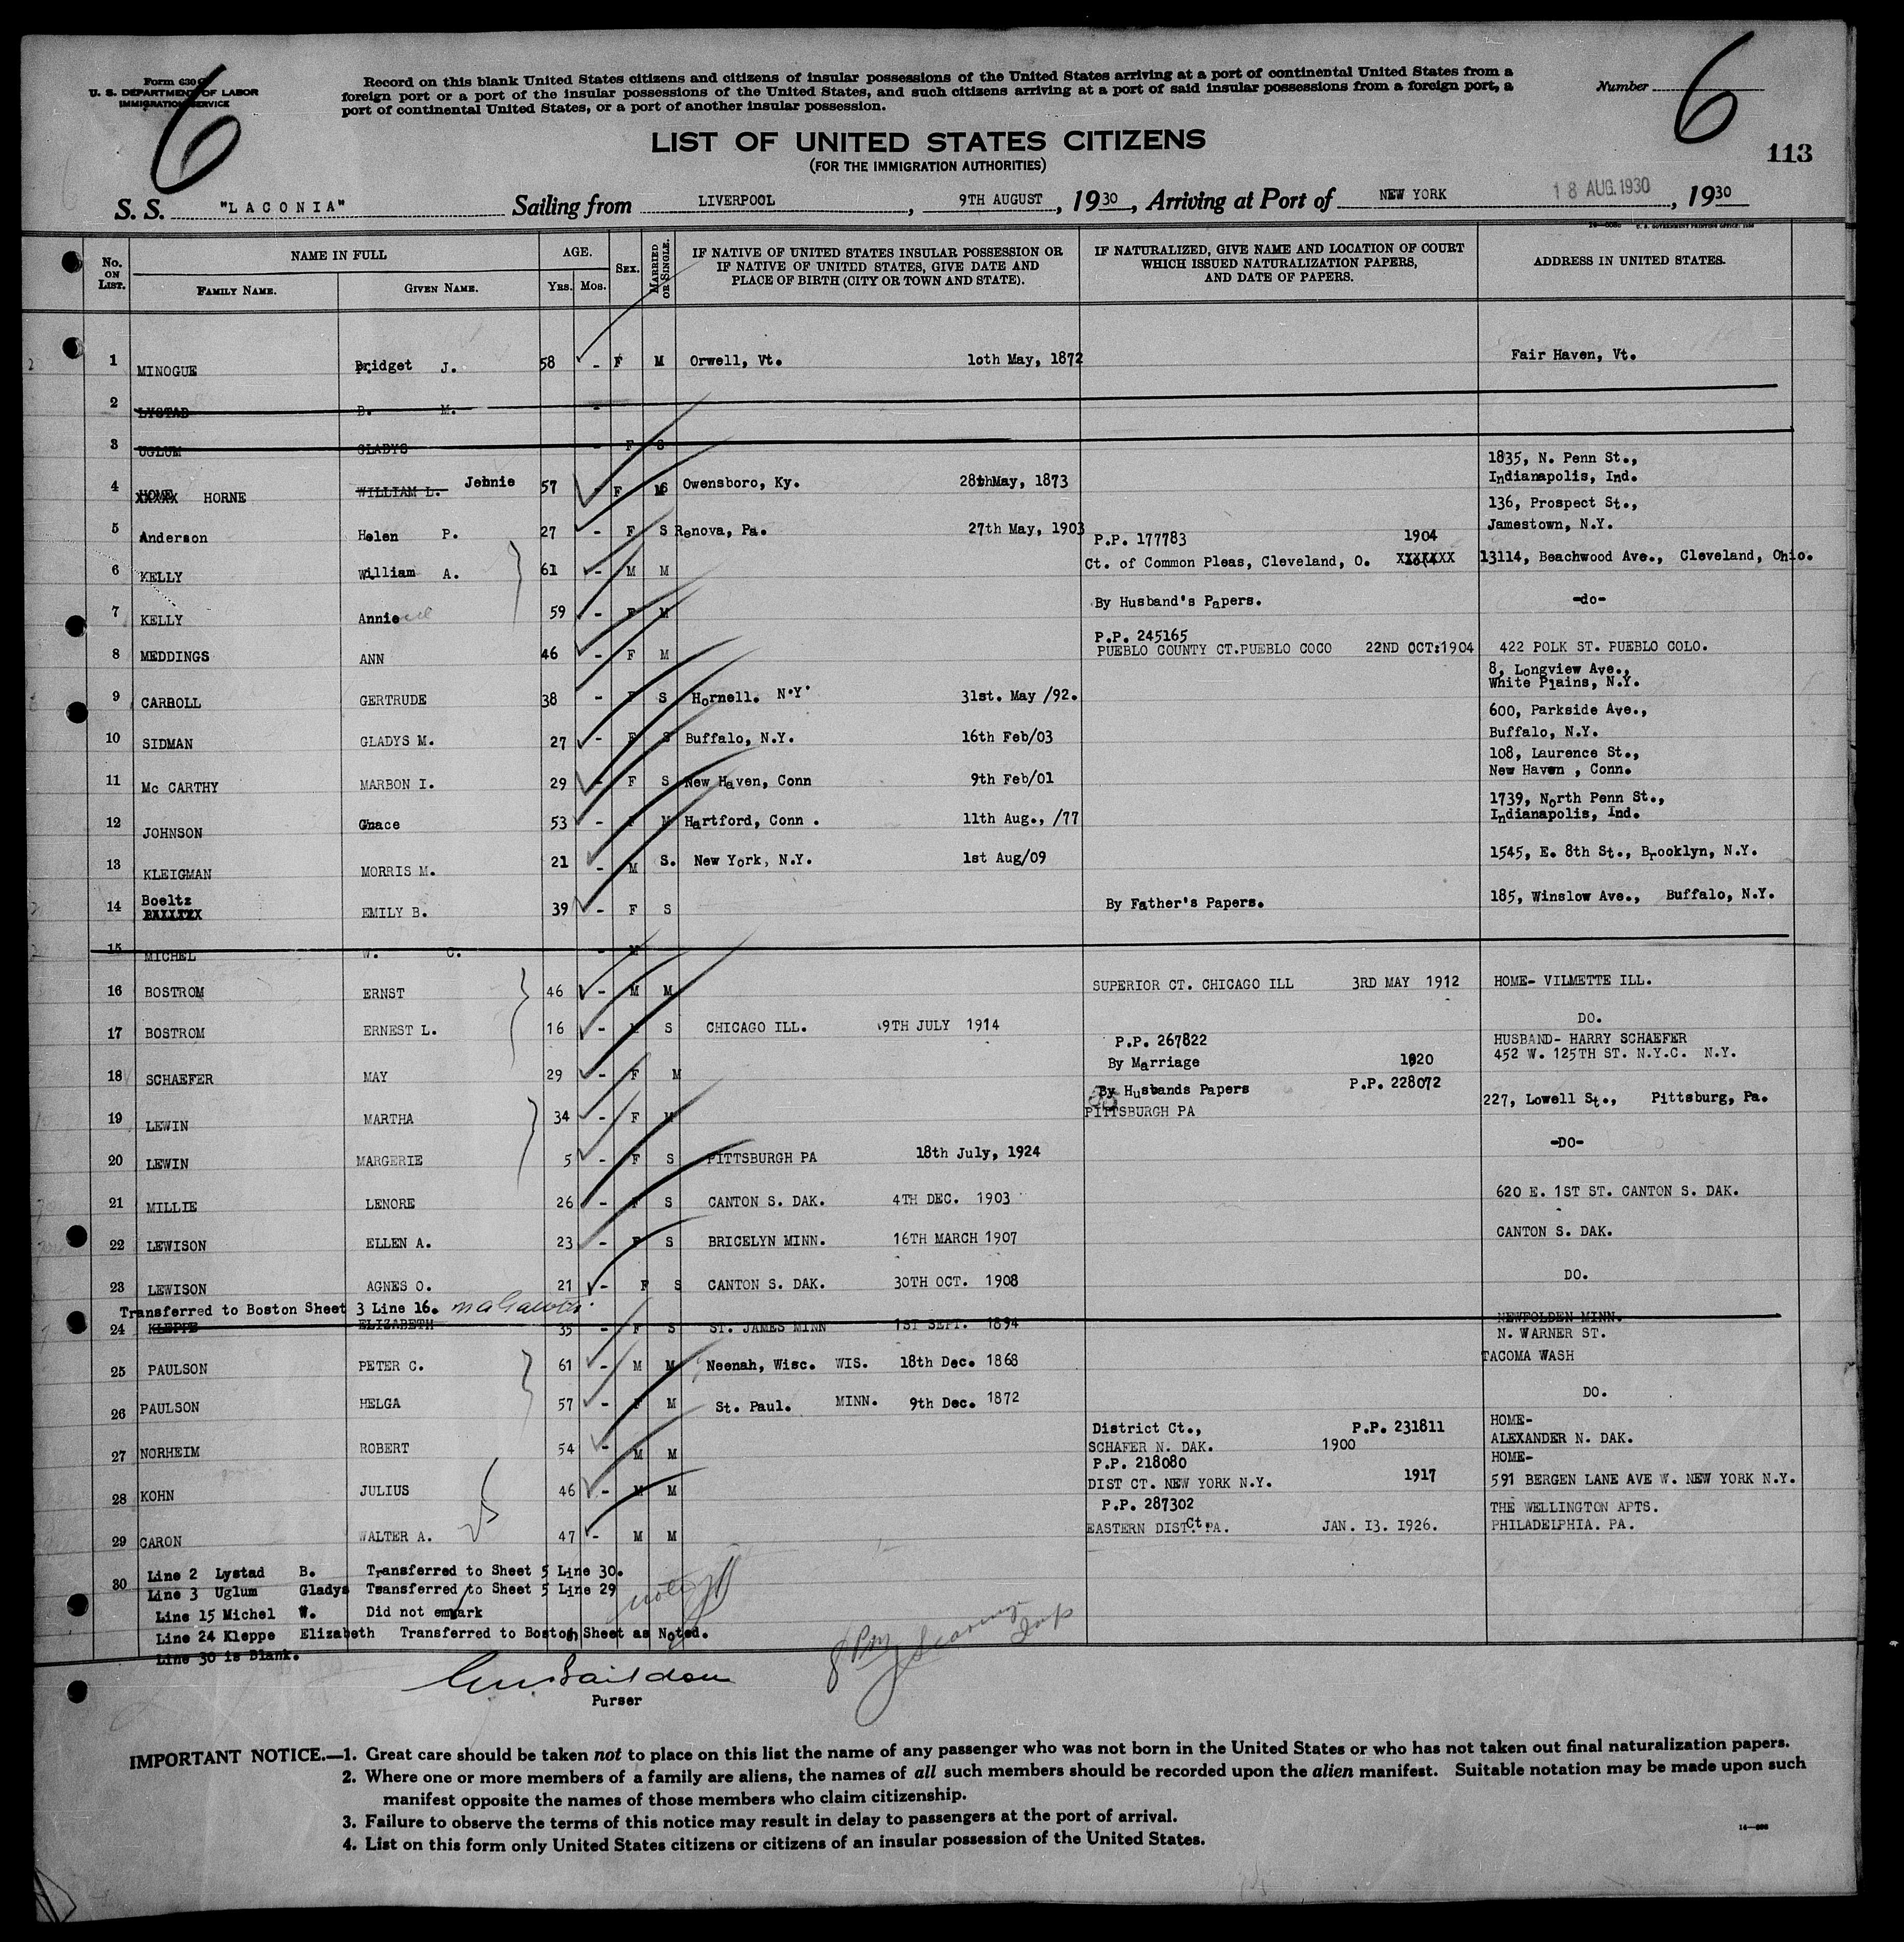 6
6
Form 630
U. S. DEPARTMENT OF LABOR
IMMIGRATION SERVICE
Record on this blank United States citizens and citizens of insular possessions of the United States arriving at a port of continental United States from a
foreign port or a port of the insular possessions of the United States, and such citizens arriving at a port of said insular possessions from a foreign port, a
port of continental United States, or a port of another insular possession.
Number
LIST OF UNITED STATES CITIZENS
(FOR THE IMMIGRATION AUTHORITIES)
113
S. S. "LACONIA" Sailing from LIVERPOOL, 9TH AUGUST, 1930, Arriving at Port of NEW YORK 18 AUG. 1930, 1930
U. S. GOVERNMENT PRINTING OFFICE
No. ON LIST. NAME IN FULL FAMILY NAME. GIVEN NAME. AGE. YRS. MOS. SEX. MARRIED OR SINGLE. IF NATIVE OF UNITED STATES INSULAR POSSESSION OR IF NATIVE OF UNITED STATES, GIVE DATE AND PLACE OF BIRTH (CITY OR TOWN AND STATE). IF NATURALIZED, GIVE NAME AND LOCATION OF COURT WHICH ISSUED NATURALIZATION PAPERS, AND DATE OF PAPERS. ADDRESS IN UNITED STATES.
1 MINOGUE Bridget J. 58 - F M Orwell, Vt. 10th May, 1872 Fair Haven, Vt.
2 LYSTAD B. M. -
3 UGLUM GLADYS - F S
4 XXXXX HORNE WILLIAM L. Jennie 57 - F S Owensboro, Ky. 28th May, 1873 1835, N. Penn St., Indianapolis, Ind.
5 Anderson Helen P. 27 - F S Renova, Pa. 27th May, 1903 136, Prospect St., Jamestown, N.Y.
6 KELLY William A. 61 - M M P.P. 177783 1904 Ct. of Common Pleas, Cleveland, O. XXXXXXX 13114, Beachwood Ave., Cleveland, Ohio.
7 KELLY Annie 59 - F M By Husband's Papers. -do-
8 MEDDINGS ANN 46 - F M P.P. 245165 PUEBLO COUNTY CT.PUEBLO COCO 22ND OCT:1904 422 POLK ST. PUEBLO COLO.
9 CARROLL GERTRUDE 38 - F S Hornell. N.Y. 31st. May /92. 8, Longview Ave., White Plains, N.Y.
10 SIDMAN GLADYS M. 27 - F S Buffalo, N.Y. 16th Feb/03 600, Parkside Ave., Buffalo, N.Y.
11 Mc CARTHY MARBON I. 29 - F S New Haven, Conn 9th Feb/01 108, Laurence St., New Haven , Conn.
12 JOHNSON Grace 53 - F M Hartford, Conn . 11th Aug., /77 1739, North Penn St., Indianapolis, Ind.
13 KLEIGMAN MORRIS M. 21 - M S. New York, N.Y. 1st Aug/09 1545, E. 8th St., Brooklyn, N.Y.
14 Boeltz EMILY B. 39 - F S By Father's Papers. 185, Winslow Ave., Buffalo, N.Y.
15 MICHEL W. C. - M
16 BOSTROM ERNST 46 - M M SUPERIOR CT. CHICAGO ILL 3RD MAY 1912 HOME- VILMETTE ILL.
17 BOSTROM ERNEST L. 16 - M S CHICAGO ILL. 9TH JULY 1914 DO.
18 SCHAEFER MAY 29 - F M P.P. 267822 By Marriage 1920 HUSBAND- HARRY SCHAEFER 452 W. 125TH ST. N.Y.C. N.Y.
19 LEWIN MARTHA 34 - F M By Husbands Papers P.P. 228072 PITTSBURGH PA 227, Lowell St., Pittsburg, Pa.
20 LEWIN MARGERIE 5 - F S PITTSBURGH PA 18th July, 1924 -DO-
21 MILLIE LENORE 26 - F S CANTON S. DAK. 4TH DEC. 1903 620 E. 1ST ST. CANTON S. DAK.
22 LEWISON ELLEN A. 23 - F S BRICELYN MINN. 16TH MARCH 1907 CANTON S. DAK.
23 LEWISON AGNES O. 21 - F S CANTON S. DAK. 30TH OCT. 1908 DO.
Transferred to Boston Sheet 3 Line 16.
24 KLEPPE ELIZABETH 35 - F S ST. JAMES MINN 1ST SEPT. 1894 NEWFOLDEN MINN.
25 PAULSON PETER C. 61 - M M Neenah, Wisc. WIS. 18th Dec. 1868 N. WARNER ST. TACOMA WASH
26 PAULSON HELGA 57 - F M St. Paul. MINN. 9th Dec. 1872 DO.
27 NORHEIM ROBERT 54 - M M District Ct., P.P. 231811 SCHAFER N. DAK. 1900 HOME- ALEXANDER N. DAK.
28 KOHN JULIUS 46 - M M P.P. 218080 DIST CT. NEW YORK N.Y. 1917 HOME- 591 BERGEN LANE AVE W. NEW YORK N.Y.
29 CARON WALTER A. 47 - M M P.P. 287302 EASTERN DIST. Ct. PA. JAN. 13. 1926. THE WELLINGTON APTS. PHILADELPHIA. PA.
30 Line 2 Lystad B. Transferred to Sheet 5 Line 30.
Line 3 Uglum Gladys Transferred to Sheet 5 Line 29
Line 15 Michel W. Did not emark
Line 24 Kleppe Elizabeth Transferred to Boston Sheet as Noted.
Line 30 is Blank.
Purser
IMPORTANT NOTICE.—1. Great care should be taken not to place on this list the name of any passenger who was not born in the United States or who has not taken out final naturalization papers.
2. Where one or more members of a family are aliens, the names of all such members should be recorded upon the alien manifest. Suitable notation may be made upon such
manifest opposite the names of those members who claim citizenship.
3. Failure to observe the terms of this notice may result in delay to passengers at the port of arrival.
4. List on this form only United States citizens or citizens of an insular possession of the United States.